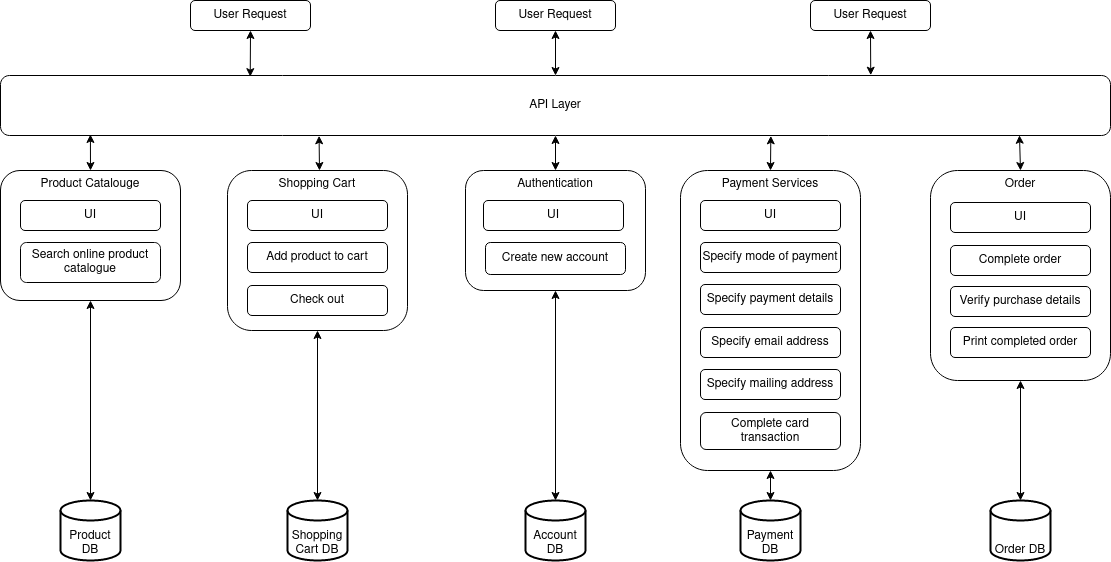 User Request
User Request
User Request
API Layer
Product Catalouge
UI
Search online product
catalogue
Shopping Cart
UI
Add product to cart
Check out
Authentication
UI
Create new account
Payment Services
UI
Specify mode of payment
Specify payment details
Specify email address
Specify mailing address
Complete card
transaction
Order
UI
Complete order
Verify purchase details
Print completed order
Product
DB
Shopping
Cart DB
Account
DB
Payment
DB
Order DB